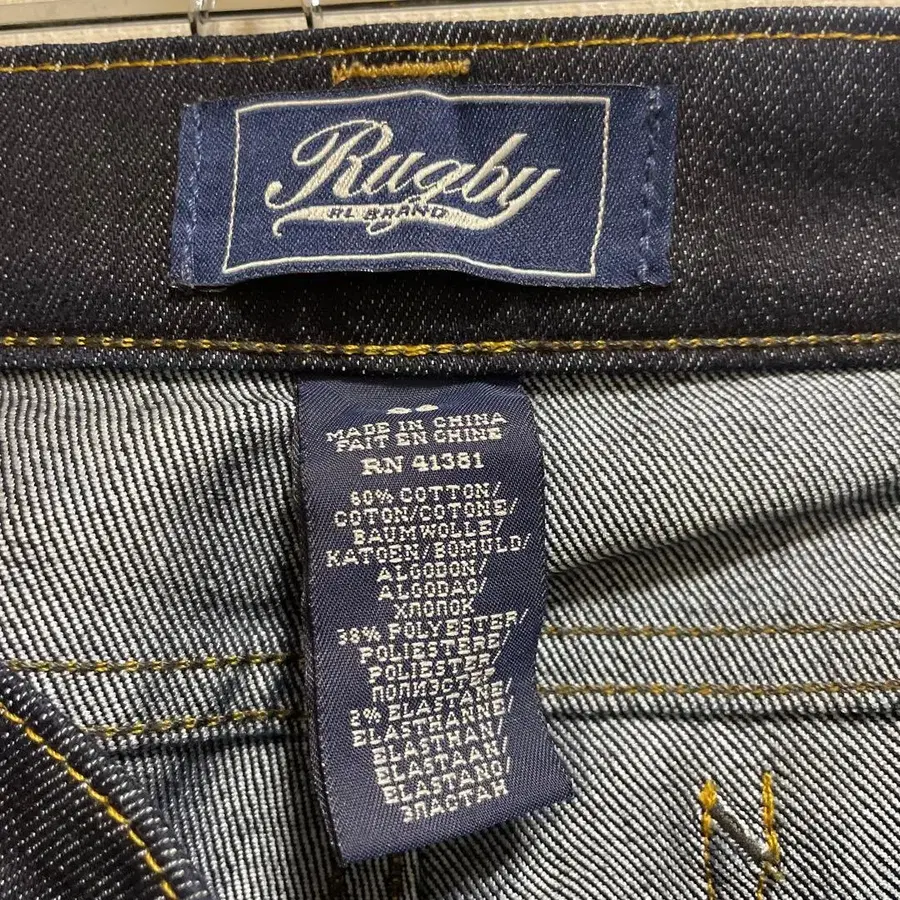 Rugby
RL BRAND
MADE IN CHINA
FAIT EN CHINE
RN 41381
60% COTTON/
COTON/COTONE/
BAUMWOLLE/
KATOEN/BOMULD/
ALGODON/
ALGODAO/
ХЛОПОК
38% POLYESTER/
POLIESTERE/
POLIESTER/
ПОЛИЭСТЕР
2% ELASTANE/
ELASTHANNE/
ELASTHAN/
ELASTAAN/
ELASTANO/
ЭЛАСТАН